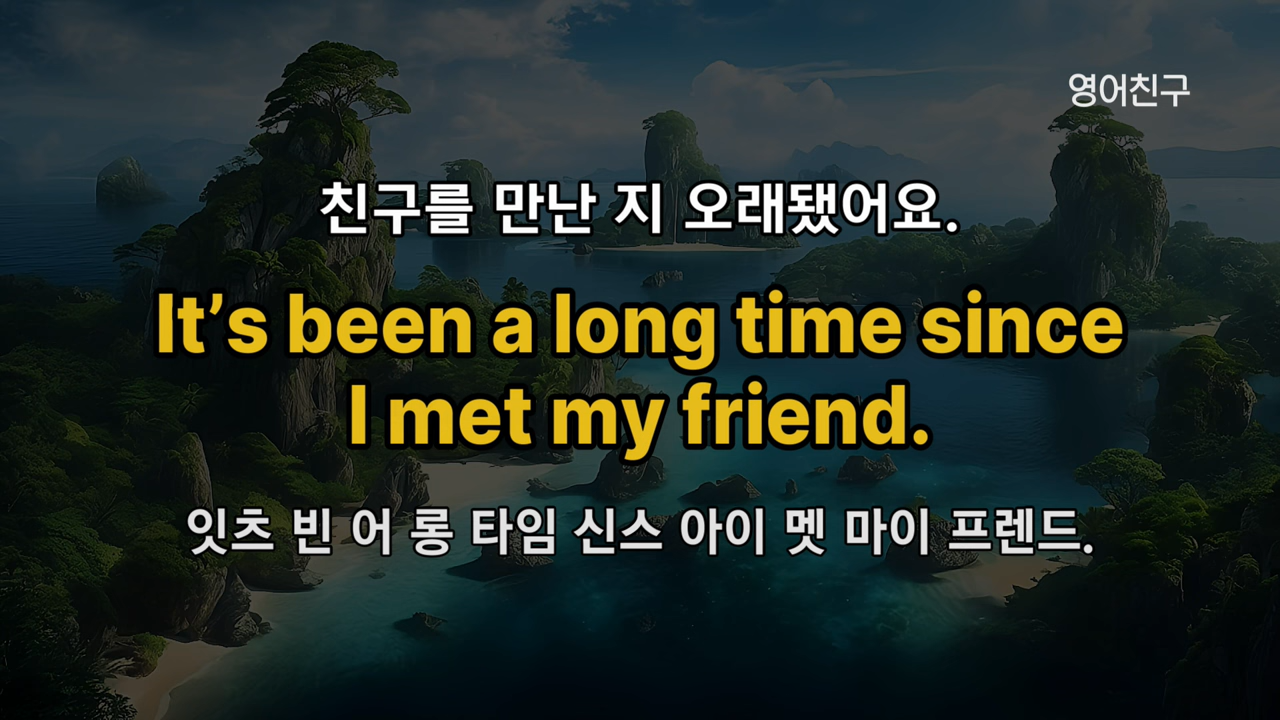 영어친구
친구를 만난 지 오래됐어요.
It’s been a long time since
I met my friend.
잇츠 빈 어 롱 타임 신스 아이 멧 마이 프렌드.